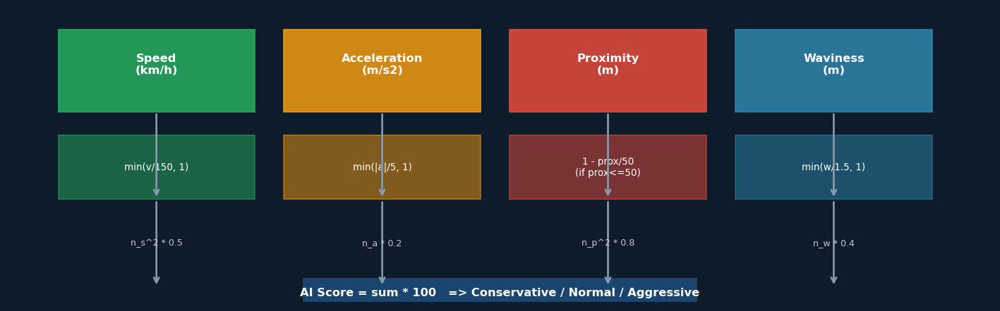 Speed
(km/h)
Acceleration
(m/s2)
Proximity
(m)
Waviness
(m)
min(v/150, 1)
min(|a|/5, 1)
1 - prox/50
(if prox<=50)
min(w/1.5, 1)
n_s^2 * 0.5
n_a * 0.2
n_p^2 * 0.8
n_w * 0.4
AI Score = sum * 100   => Conservative / Normal / Aggressive